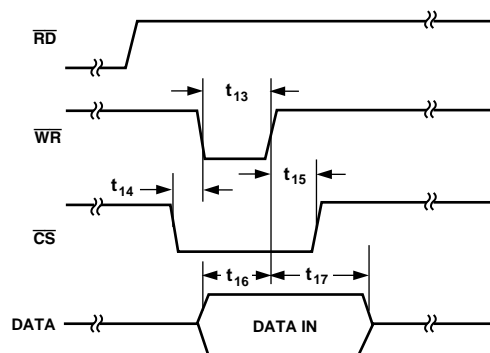 RD
t13
WR
t14
t15
CS
t16
t17
DATA
DATA IN